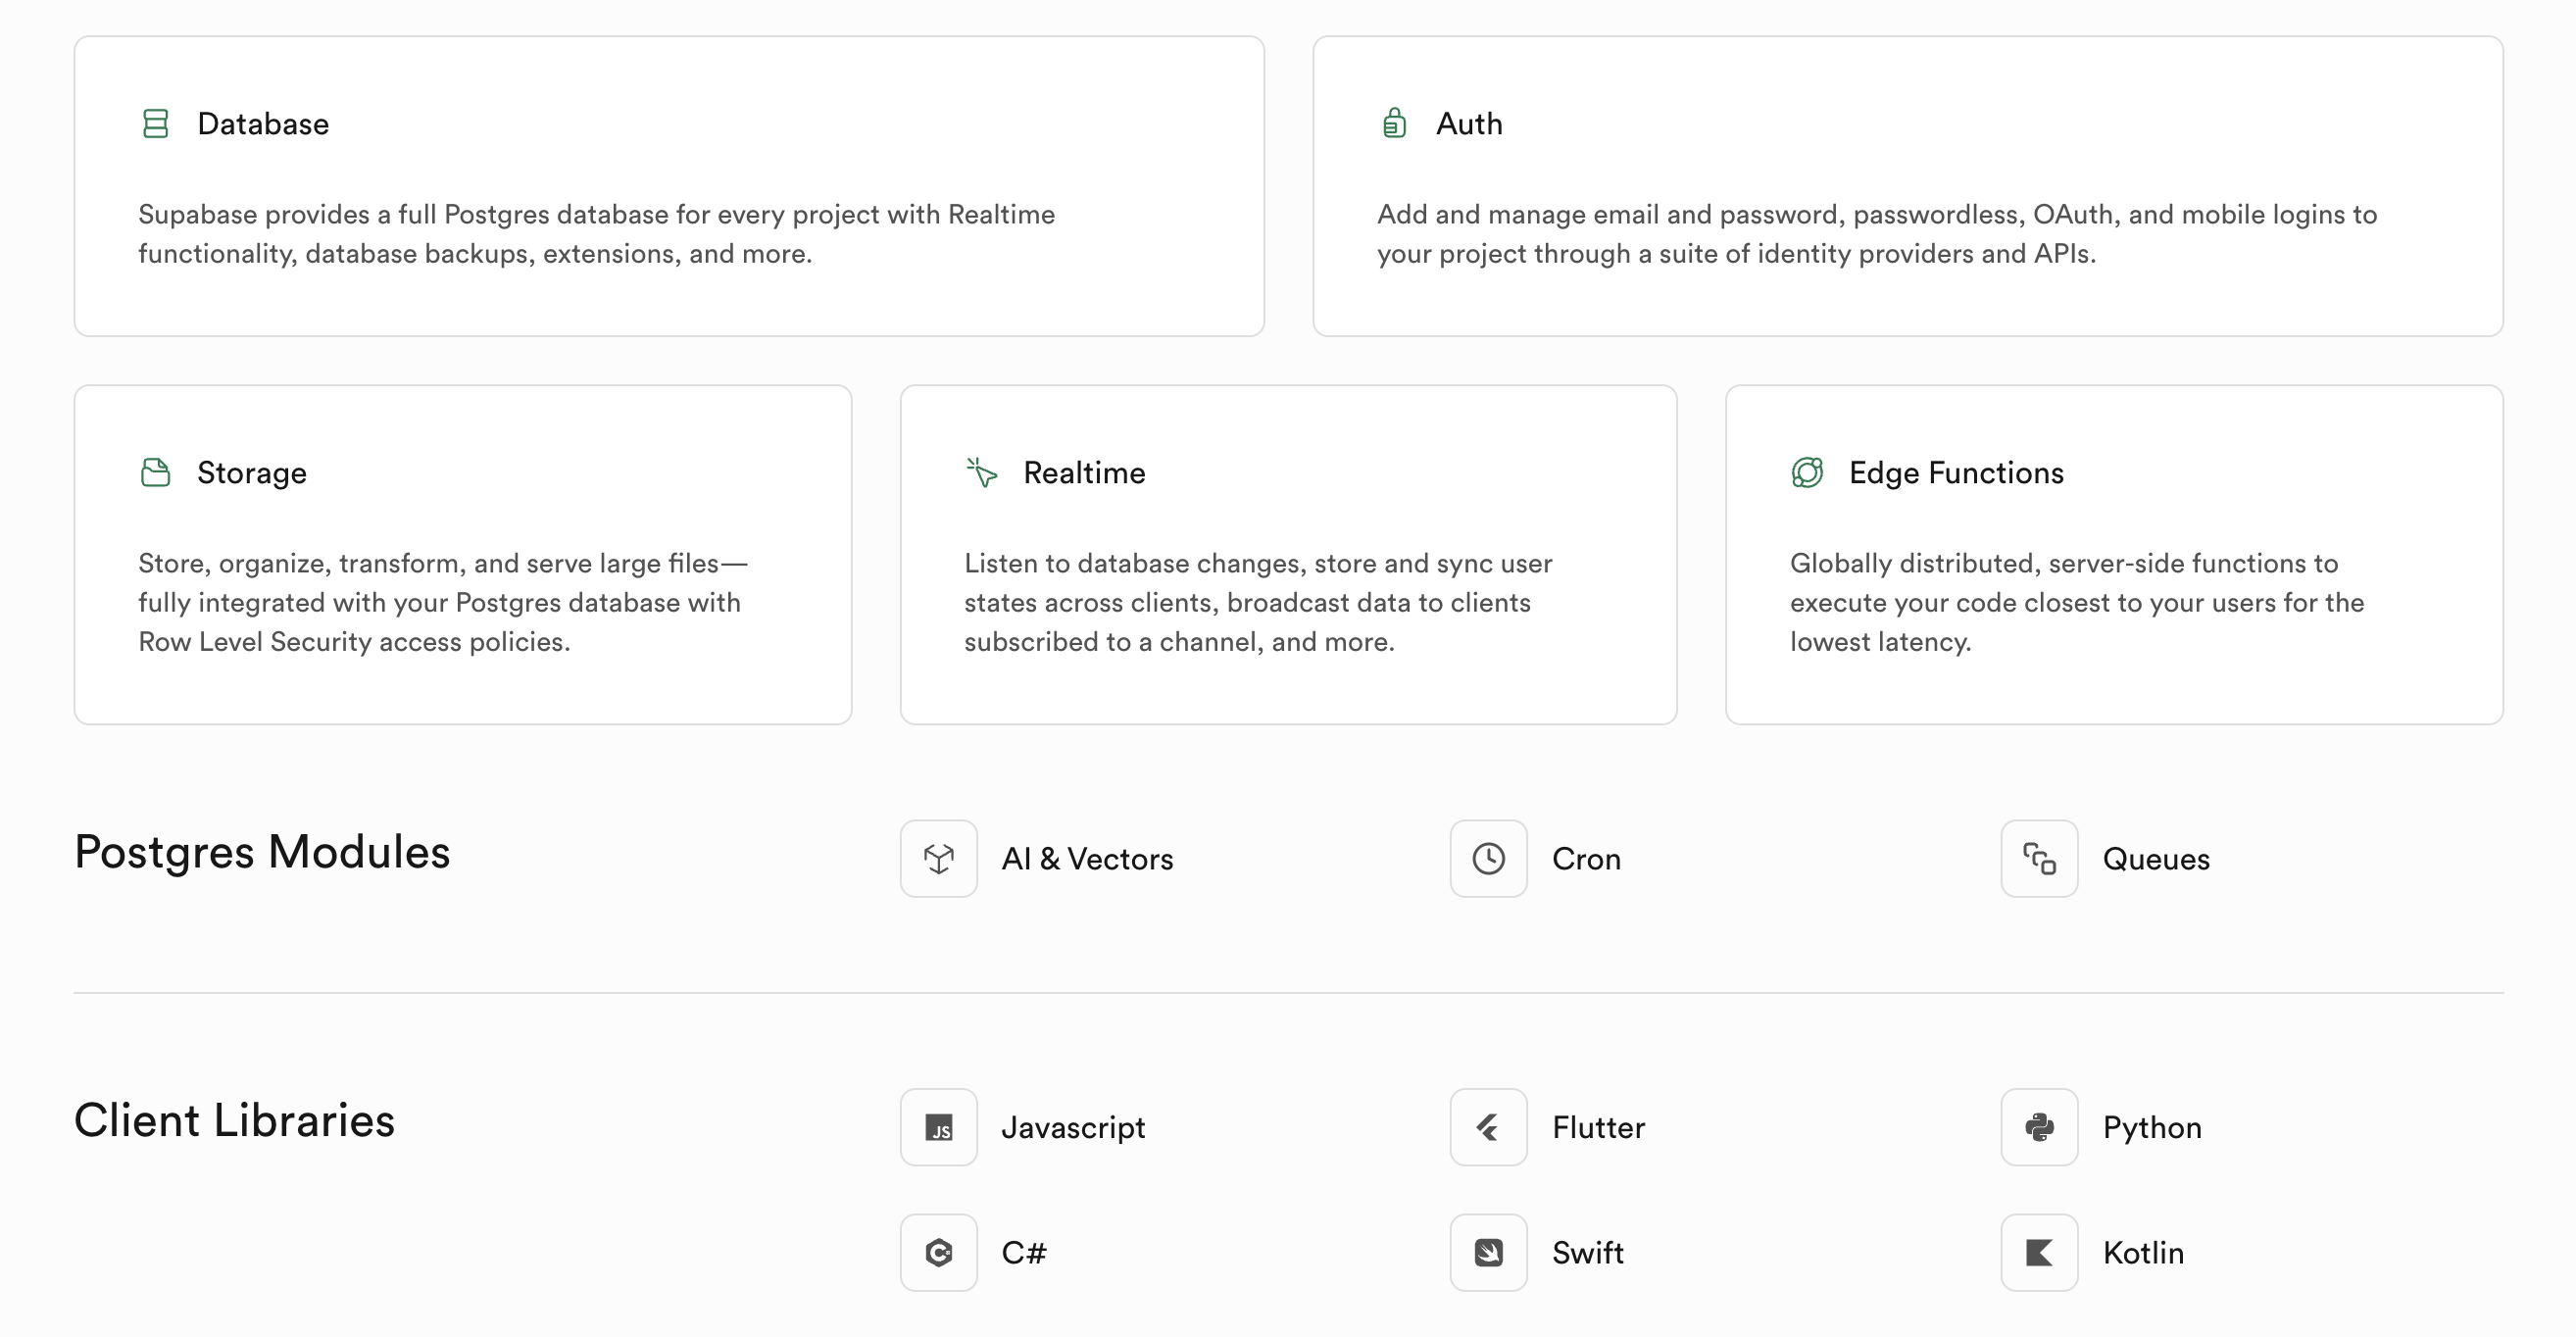 Database
Supabase provides a full Postgres database for every project with Realtime
functionality, database backups, extensions, and more.
Auth
Add and manage email and password, passwordless, OAuth, and mobile logins to
your project through a suite of identity providers and APIs.
Storage
Store, organize, transform, and serve large files—
fully integrated with your Postgres database with
Row Level Security access policies.
Realtime
Listen to database changes, store and sync user
states across clients, broadcast data to clients
subscribed to a channel, and more.
Edge Functions
Globally distributed, server-side functions to
execute your code closest to your users for the
lowest latency.
Postgres Modules
AI & Vectors
Cron
Queues
Client Libraries
JS
Javascript
Flutter
Python
C
C#
Swift
Kotlin